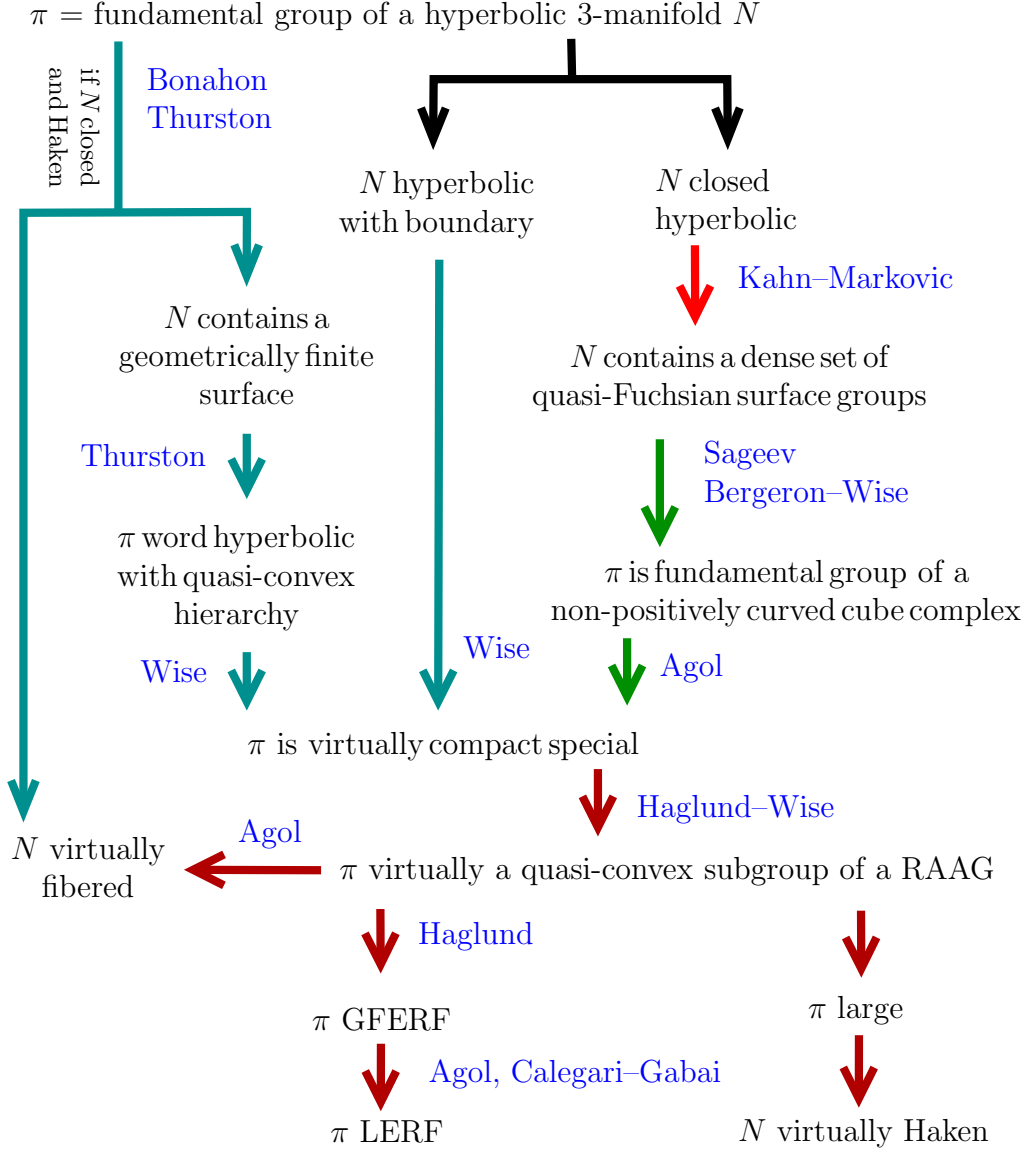 π = fundamental group of a hyperbolic 3-manifold N
if N closed
and Haken
Bonahon
Thurston
N hyperbolic
with boundary
N closed
hyperbolic
Kahn–Markovic
N contains a
geometrically finite
surface
N contains a dense set of
quasi-Fuchsian surface groups
Thurston
Sageev
Bergeron–Wise
π word hyperbolic
with quasi-convex
hierarchy
π is fundamental group of a
non-positively curved cube complex
Wise
Wise
Agol
π is virtually compact special
Haglund–Wise
N virtually
fibered
Agol
π virtually a quasi-convex subgroup of a RAAG
Haglund
π GFERF
π large
Agol, Calegari–Gabai
π LERF
N virtually Haken